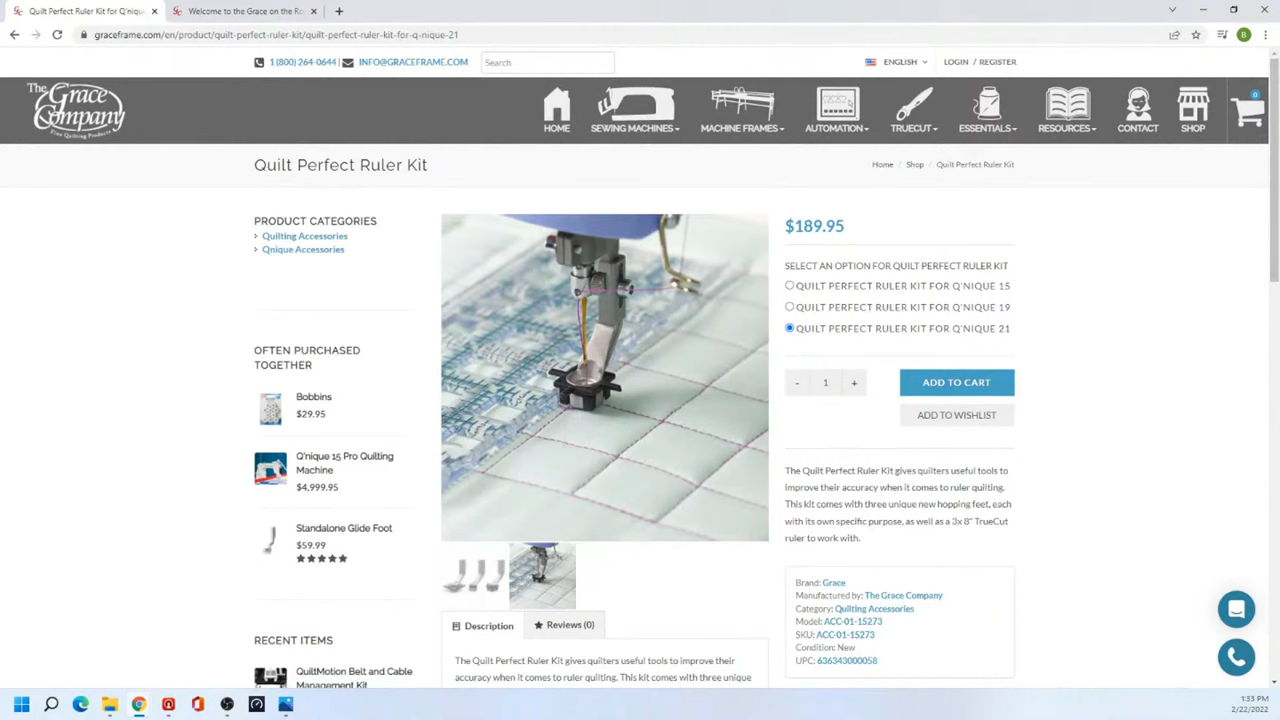 Quilt Perfect Ruler Kit for Q'niqu
Welcome to the Grace on the Ro
graceframe.com/en/product/quilt-perfect-ruler-kit/quilt-perfect-ruler-kit-for-q-nique-21
B
1 (800) 264-0644 | INFO@GRACEFRAME.COM
Search
ENGLISH
LOGIN / REGISTER
The Grace Company
Fine Quilting Products
HOME
SEWING MACHINES
MACHINE FRAMES
AUTOMATION
TRUECUT
ESSENTIALS
RESOURCES
CONTACT
SHOP
0
Quilt Perfect Ruler Kit
Home / Shop / Quilt Perfect Ruler Kit
PRODUCT CATEGORIES
Quilting Accessories
Qnique Accessories
OFTEN PURCHASED
TOGETHER
Bobbins
$29.95
Q'nique 15 Pro Quilting
Machine
$4,999.95
Standalone Glide Foot
$59.99
RECENT ITEMS
QuiltMotion Belt and Cable
Management Kit
Description
Reviews (0)
The Quilt Perfect Ruler Kit gives quilters useful tools to improve their
accuracy when it comes to ruler quilting. This kit comes with three unique
$189.95
SELECT AN OPTION FOR QUILT PERFECT RULER KIT
QUILT PERFECT RULER KIT FOR Q'NIQUE 15
QUILT PERFECT RULER KIT FOR Q'NIQUE 19
QUILT PERFECT RULER KIT FOR Q'NIQUE 21
- 1 +
ADD TO CART
ADD TO WISHLIST
The Quilt Perfect Ruler Kit gives quilters useful tools to
improve their accuracy when it comes to ruler quilting.
This kit comes with three unique new hopping feet, each
with its own specific purpose, as well as a 3x 8" TrueCut
ruler to work with.
Brand: Grace
Manufactured by: The Grace Company
Category: Quilting Accessories
Model: ACC-01-15273
SKU: ACC-01-15273
Condition: New
UPC: 636343000058
1:33 PM
2/22/2022